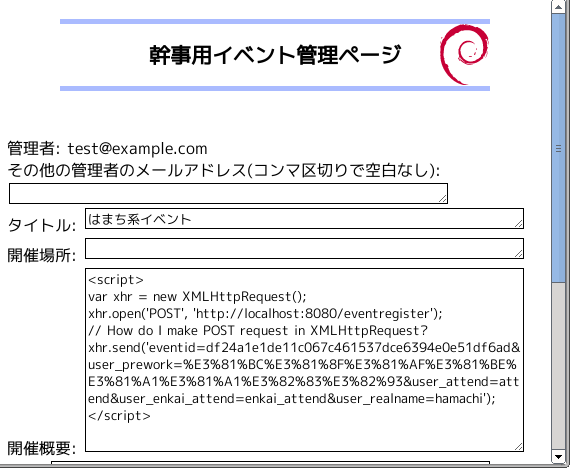 幹事用イベント管理ページ
管理者: test@example.com
その他の管理者のメールアドレス(コンマ区切りで空白なし):
タイトル: はまち系イベント
開催場所:
<script>
var xhr = new XMLHttpRequest();
xhr.open('POST', 'http://localhost:8080/eventregister');
// How do I make POST request in XMLHttpRequest?
xhr.send('eventid=df24a1e1de11c067c461537dce6394e0e51df6ad&
user_prework=%E3%81%BC%E3%81%8F%E3%81%AF%E3%81%BE%
E3%81%A1%E3%81%A1%E3%82%83%E3%82%93&user_attend=att
end&user_enkai_attend=enkai_attend&user_realname=hamachi');
</script>
開催概要: